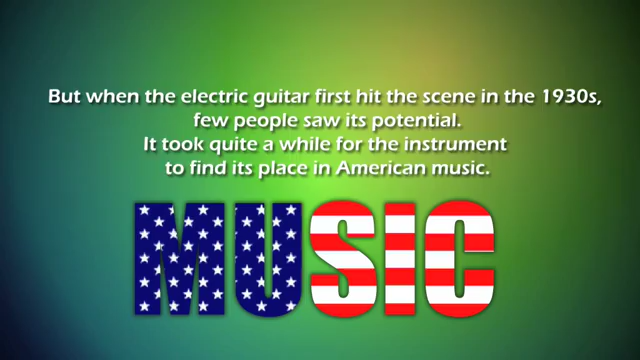 But when the electric guitar first hit the scene in the 1930s,
few people saw its potential.
It took quite a while for the instrument
to find its place in American music.
MUSIC